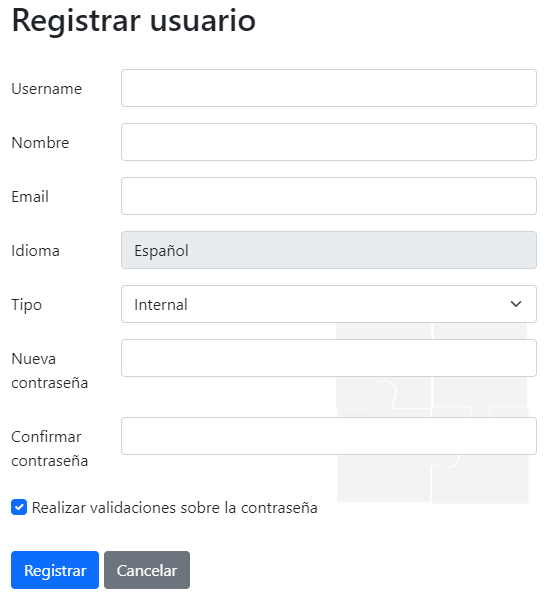 Registrar usuario
Username
Nombre
Email
Idioma
Español
Tipo
Internal
Nueva
contraseña
Confirmar
contraseña
Realizar validaciones sobre la contraseña
Registrar
Cancelar